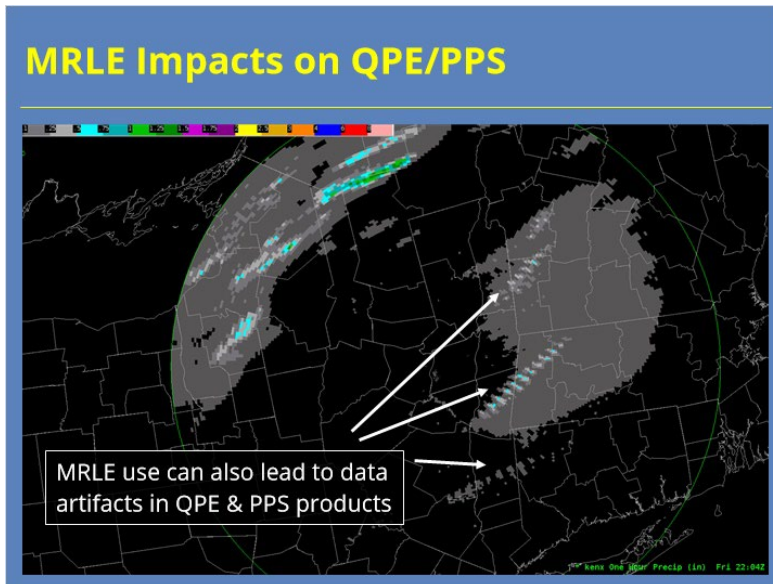 MRLE Impacts on QPE/PPS
MRLE use can also lead to data
artifacts in QPE & PPS products
kenx One Hour Precip (in) Fri 22:04Z